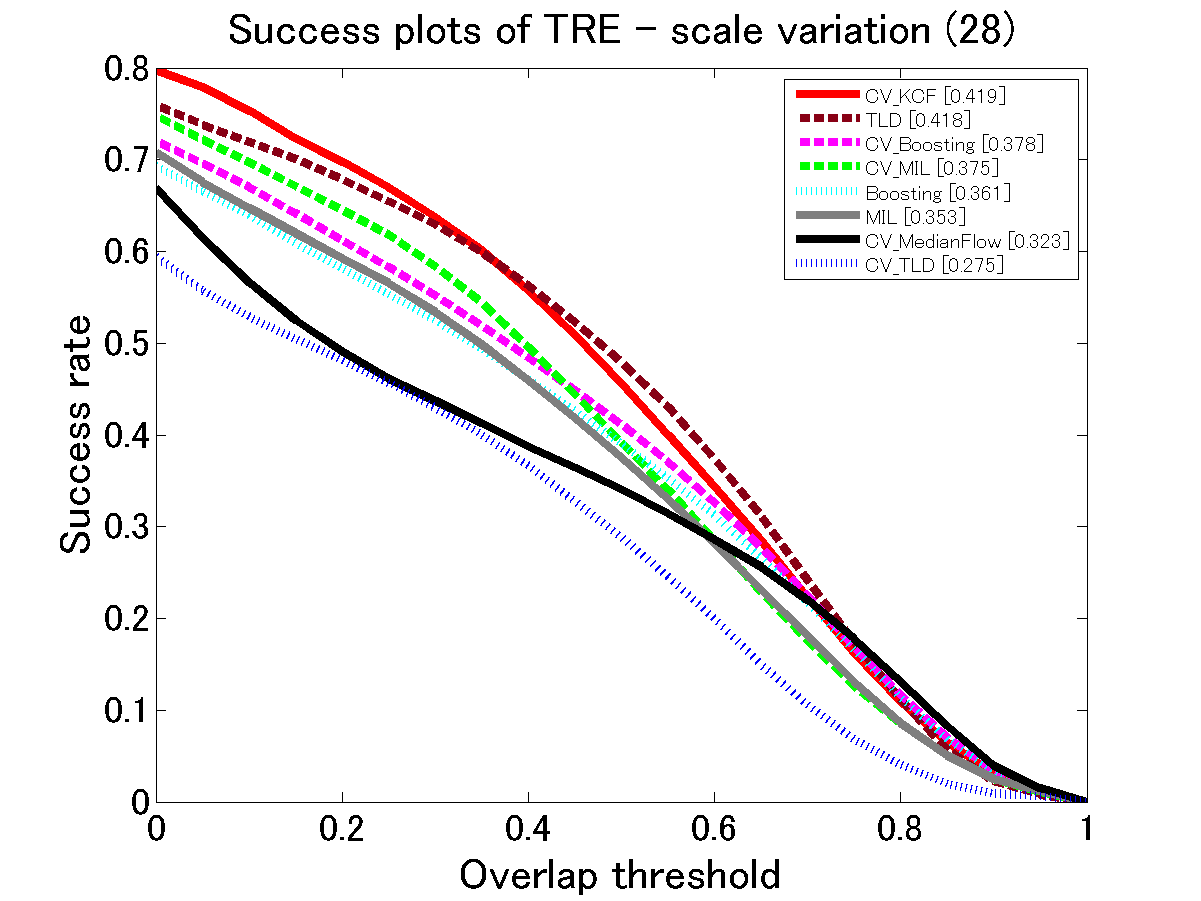 Success plots of TRE − scale variation (28)
0.8
0.7
0.6
0.5
0.4
0.3
0.2
0.1
0
Success rate
CV_KCF [0.419]
TLD [0.418]
CV_Boosting [0.378]
CV_MIL [0.375]
Boosting [0.361]
MIL [0.353]
CV_MedianFlow [0.323]
CV_TLD [0.275]
0 0.2 0.4 0.6 0.8 1
Overlap threshold